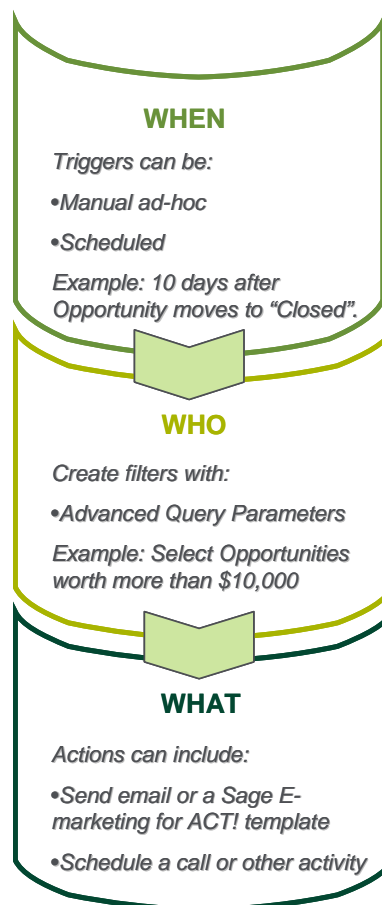 WHEN
Triggers can be:
•Manual ad-hoc
•Scheduled
Example: 10 days after
Opportunity moves to “Closed”.
WHO
Create filters with:
•Advanced Query Parameters
Example: Select Opportunities
worth more than $10,000
WHAT
Actions can include:
•Send email or a Sage E-
marketing for ACT! template
•Schedule a call or other activity